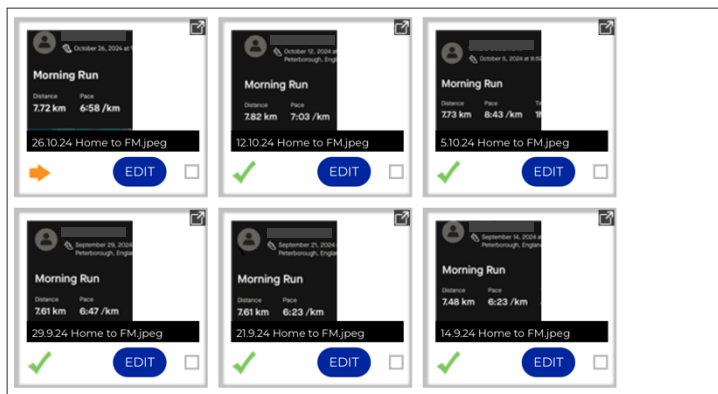 October 26, 2024 at
Morning Run
Distance Pace
7.72 km 6:58 /km
26.10.24 Home to FM.jpeg
EDIT
October 12, 2024 at
Peterborough, Engl
Morning Run
Distance Pace
7.82 km 7:03 /km
12.10.24 Home to FM.jpeg
EDIT
October 5, 2024 at 8:59
Morning Run
Distance Pace
7.73 km 8:43 /km 1h
5.10.24 Home to FM.jpeg
EDIT
September 29, 2024
Peterborough, Englan
Morning Run
Distance Pace
7.61 km 6:47 /km
29.9.24 Home to FM.jpeg
EDIT
September 21, 2024
Peterborough, Englan
Morning Run
Distance Pace
7.61 km 6:23 /km
21.9.24 Home to FM.jpeg
EDIT
September 14, 2024 at
Peterborough, Englan
Morning Run
Distance Pace
7.48 km 6:23 /km
14.9.24 Home to FM.jpeg
EDIT